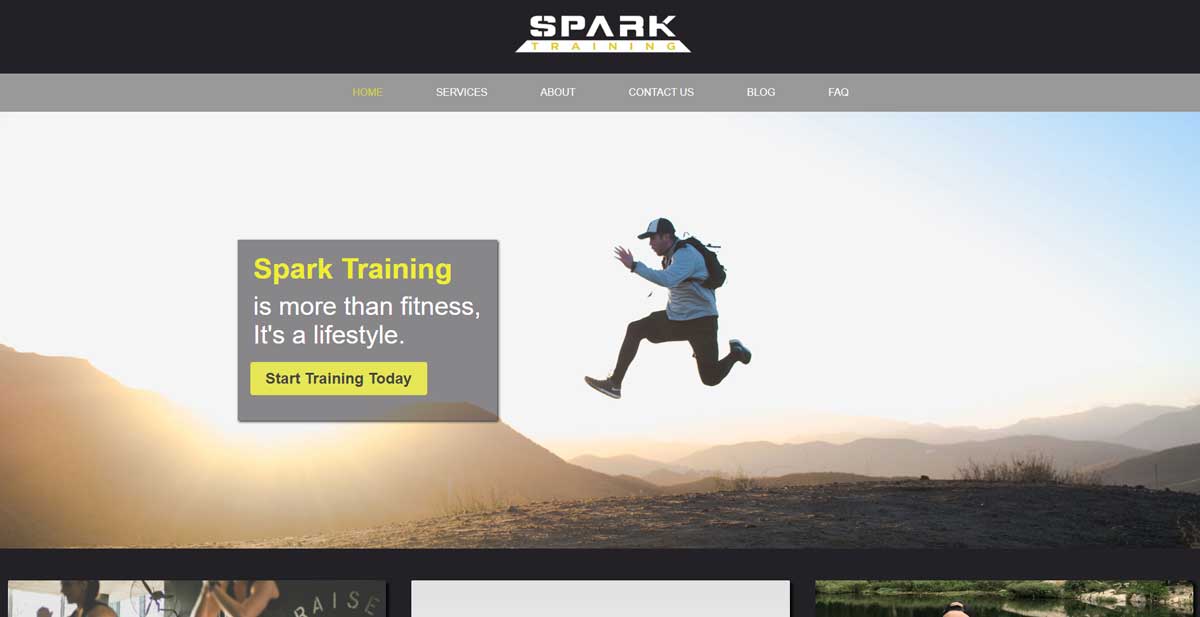 SPARK
TRAINING
HOME SERVICES ABOUT CONTACT US BLOG FAQ
Spark Training
is more than fitness,
It's a lifestyle.
Start Training Today
RAISE